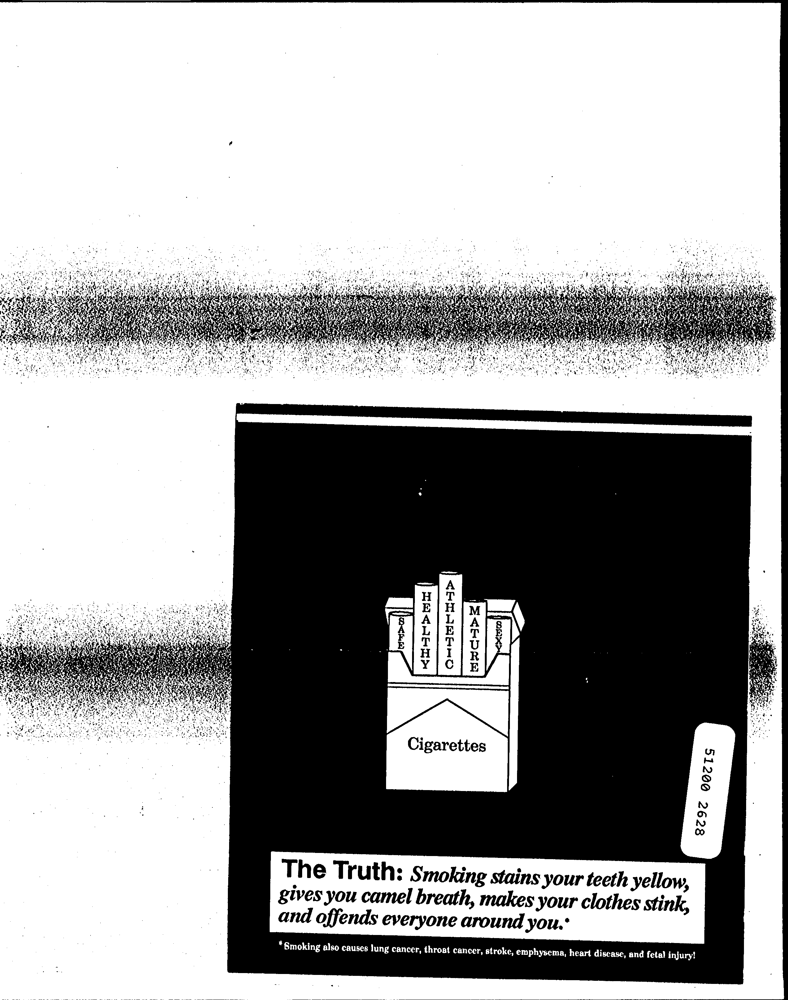 SAFE
HEALTHY
ATHLETIC
MATURE
SEXY
Cigarettes
51200 2628
The Truth: Smoking stains your teeth yellow,
gives you camel breath, makes your clothes stink,
and offends everyone around you.*
*Smoking also causes lung cancer, throat cancer, stroke, emphysema, heart disease, and fetal injury!